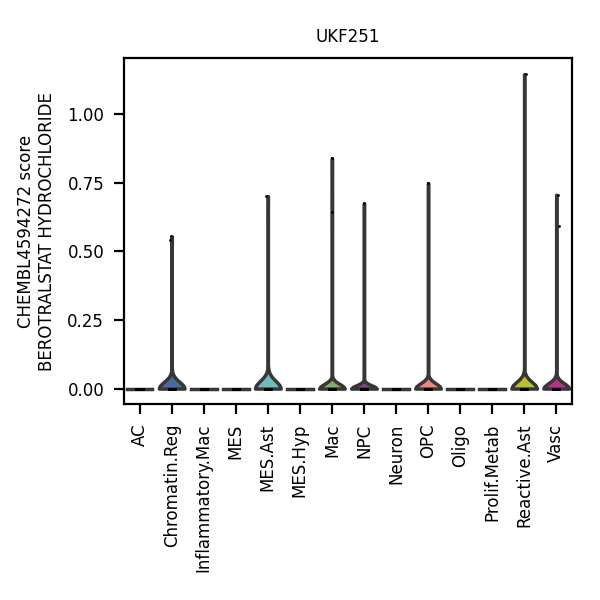 UKF251
CHEMBL4594272 score
BEROTRALSTAT HYDROCHLORIDE
1.00
0.75
0.50
0.25
0.00
AC
Chromatin.Reg
Inflammatory.Mac
MES
MES.Ast
MES.Hyp
Mac
NPC
Neuron
OPC
Oligo
Prolif.Metab
Reactive.Ast
Vasc